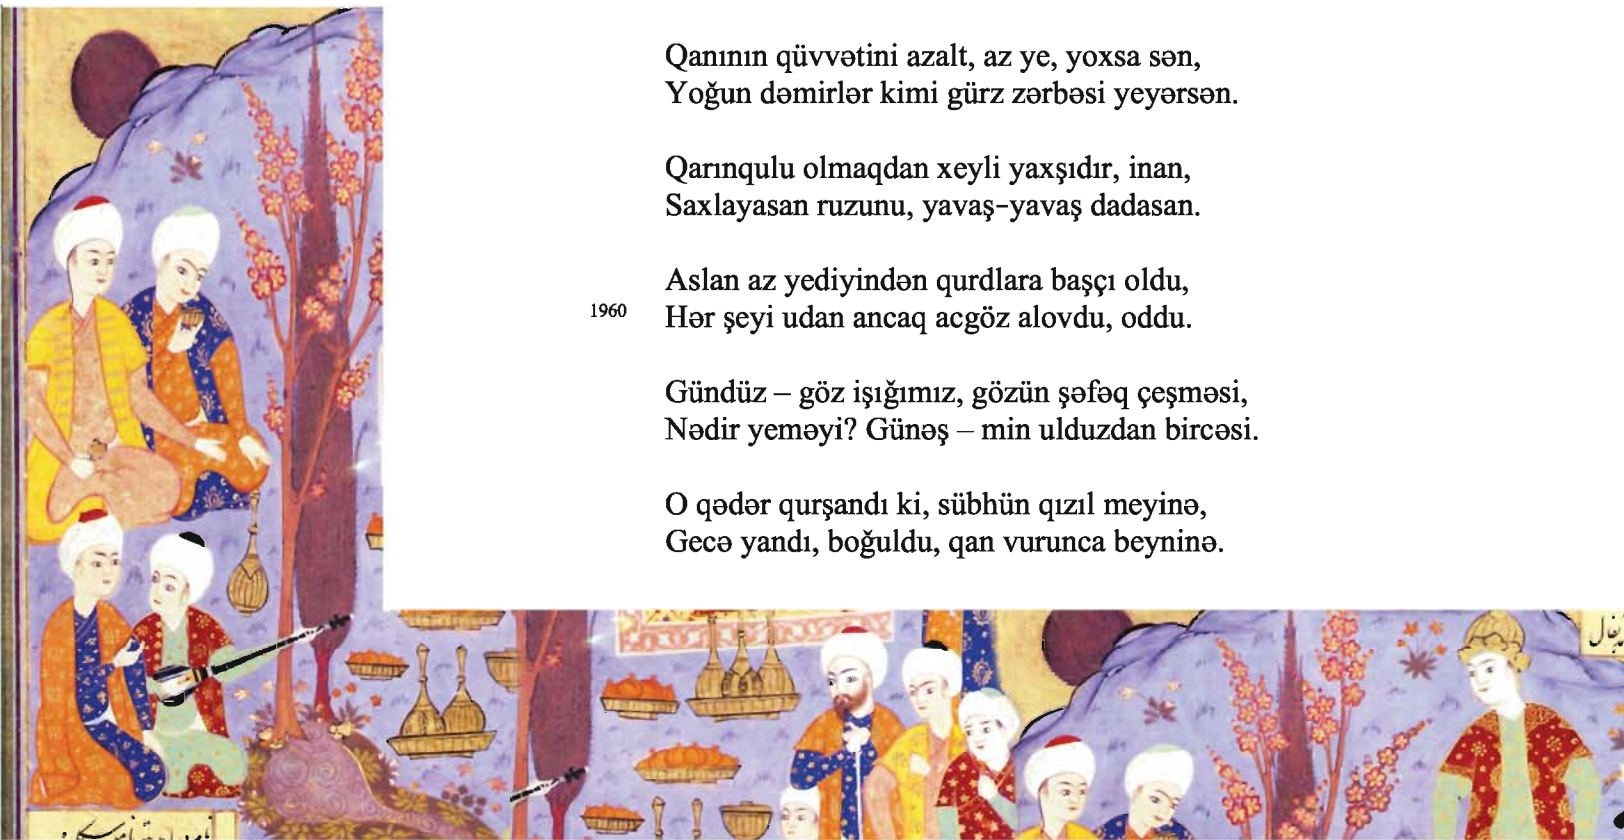 Qanının qüvvətini azalt, az ye, yoxsa sən,
Yoğun dəmirlər kimi gürz zərbəsi yeyərsən.
Qarınqulu olmaqdan xeyli yaxşıdır, inan,
Saxlayasan ruzunu, yavaş-yavaş dadasan.
Aslan az yediyindən qurdlara başçı oldu,
1960 Hər şeyi udan ancaq acgöz alovdu, oddu.
Gündüz – göz işığımız, gözün şəfəq çeşməsi,
Nədir yeməyi? Günəş – min ulduzdan bircəsi.
O qədər qurşandı ki, sübhün qızıl meyinə,
Gecə yandı, boğuldu, qan vurunca beyninə.